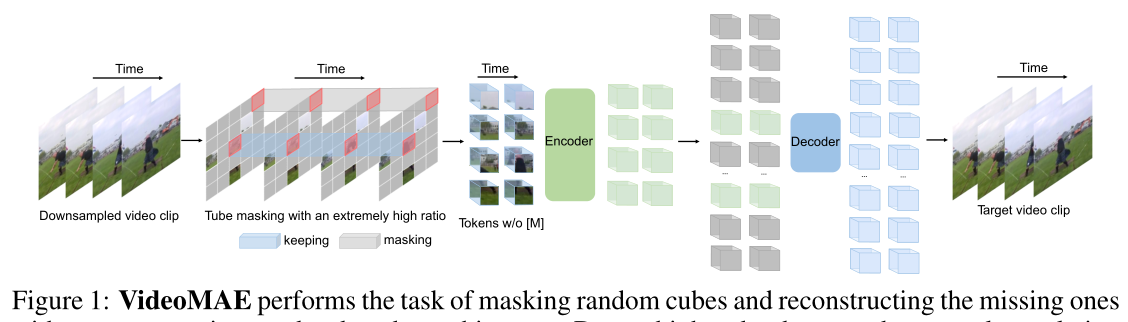 Time
Time
Time
Time
Encoder
Decoder
...
...
...
...
Downsampled video clip
Tube masking with an extremely high ratio
Tokens w/o [M]
Target video clip
keeping
masking
Figure 1: VideoMAE performs the task of masking random cubes and reconstructing the missing ones